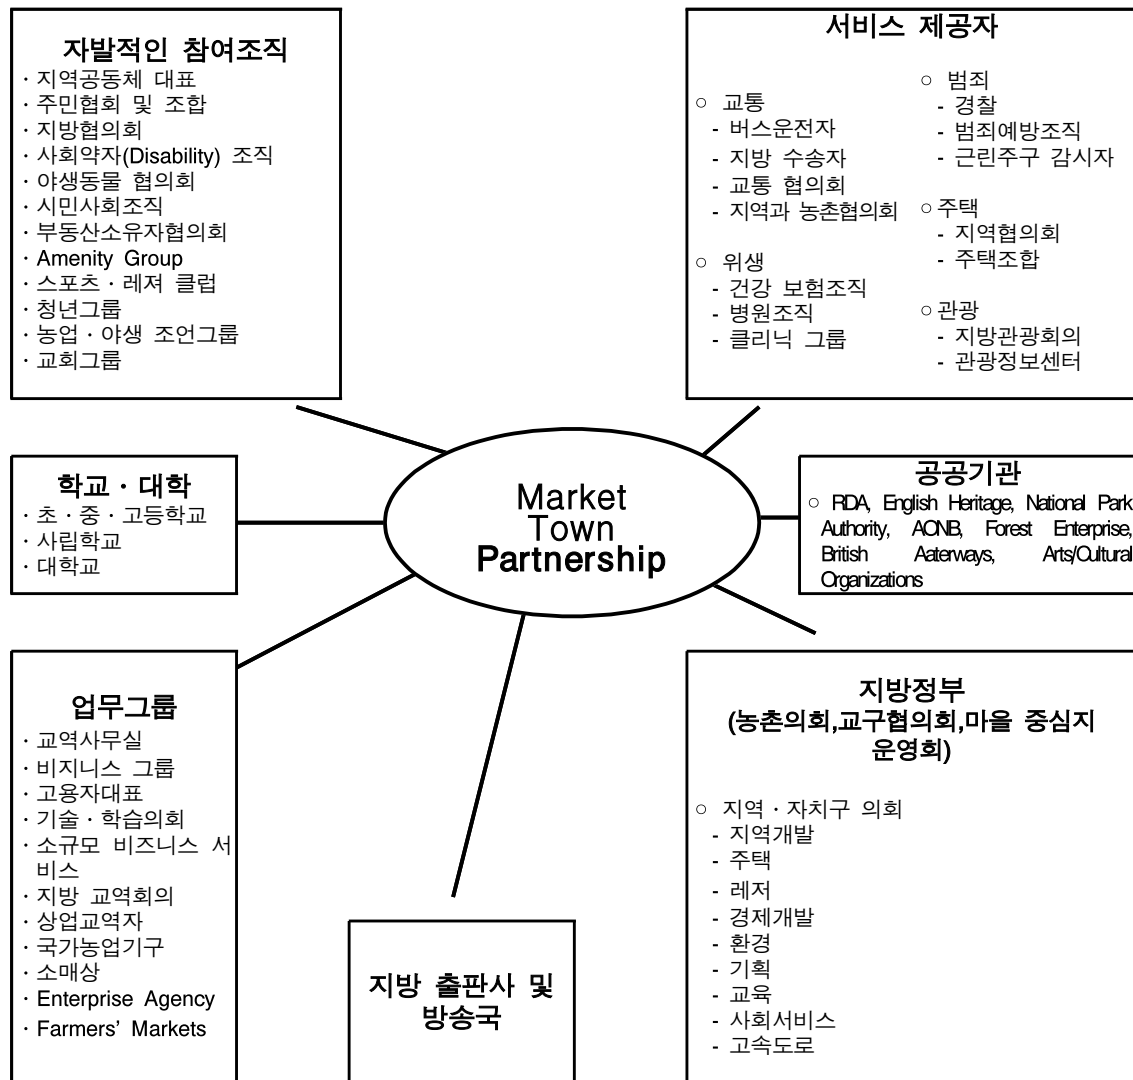 자발적인 참여조직
· 지역공동체 대표
· 주민협회 및 조합
· 지방협의회
· 사회약자(Disability) 조직
· 야생동물 협의회
· 시민사회조직
· 부동산소유자협의회
· Amenity Group
· 스포츠 · 레져 클럽
· 청년그룹
· 농업 · 야생 조언그룹
· 교회그룹
서비스 제공자
○ 교통
- 버스운전자
- 지방 수송자
- 교통 협의회
- 지역과 농촌협의회
○ 위생
- 건강 보험조직
- 병원조직
- 클리닉 그룹
○ 범죄
- 경찰
- 범죄예방조직
- 근린주구 감시자
○ 주택
- 지역협의회
- 주택조합
○ 관광
- 지방관광회의
- 관광정보센터
학교 · 대학
· 초 · 중 · 고등학교
· 사립학교
· 대학교
Market
Town
Partnership
공공기관
○ RDA, English Heritage, National Park
Authority, AONB, Forest Enterprise,
British Aaterways, Arts/Cultural
Organizations
업무그룹
· 교역사무실
· 비지니스 그룹
· 고용자대표
· 기술 · 학습의회
· 소규모 비즈니스 서
비스
· 지방 교역회의
· 상업교역자
· 국가농업기구
· 소매상
· Enterprise Agency
· Farmers' Markets
지방 출판사 및
방송국
지방정부
(농촌의회,교구협의회,마을 중심지
운영회)
○ 지역 · 자치구 의회
- 지역개발
- 주택
- 레저
- 경제개발
- 환경
- 기획
- 교육
- 사회서비스
- 고속도로